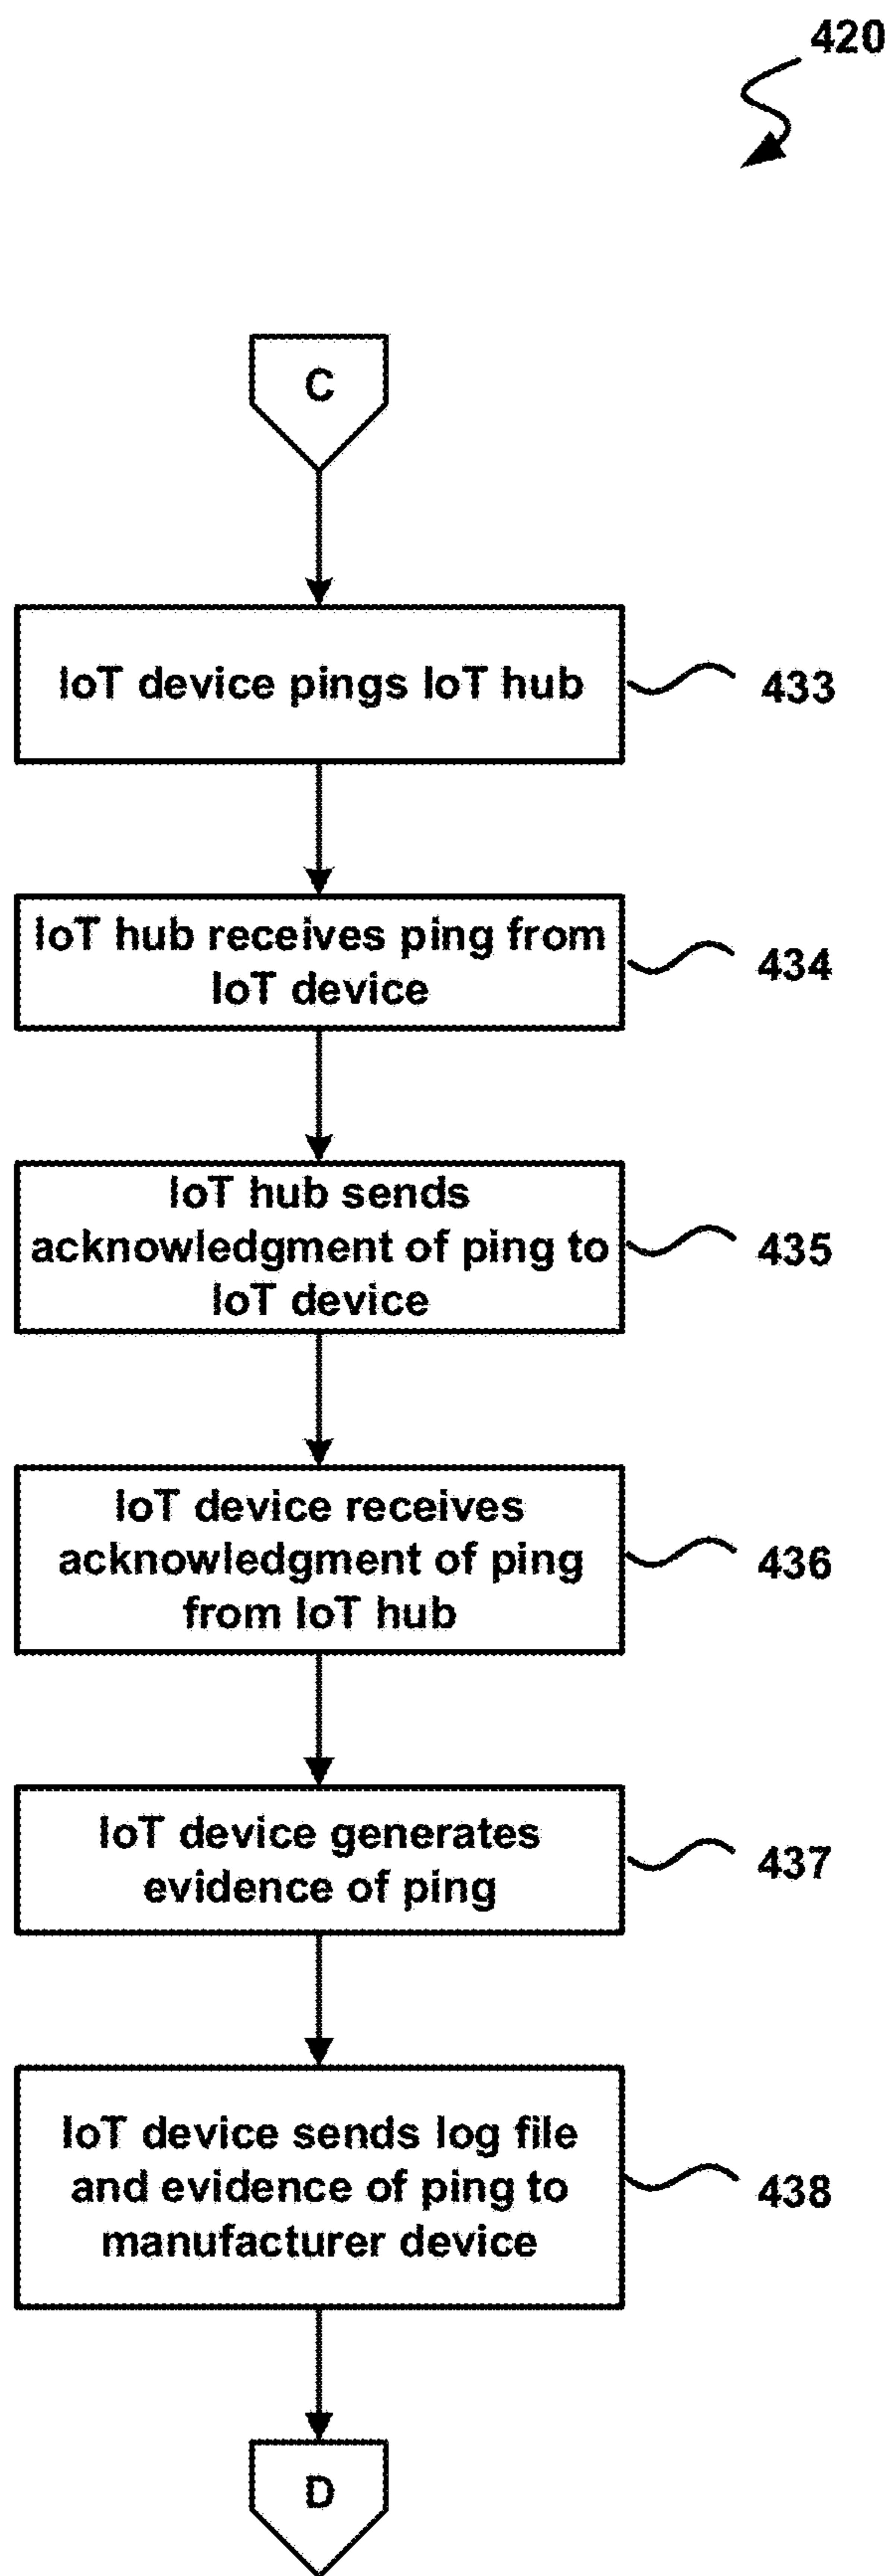 420
C
IoT device pings IoT hub
433
IoT hub receives ping from
IoT device
434
IoT hub sends
acknowledgment of ping to
IoT device
435
IoT device receives
acknowledgment of ping
from IoT hub
436
IoT device generates
evidence of ping
437
IoT device sends log file
and evidence of ping to
manufacturer device
438
D